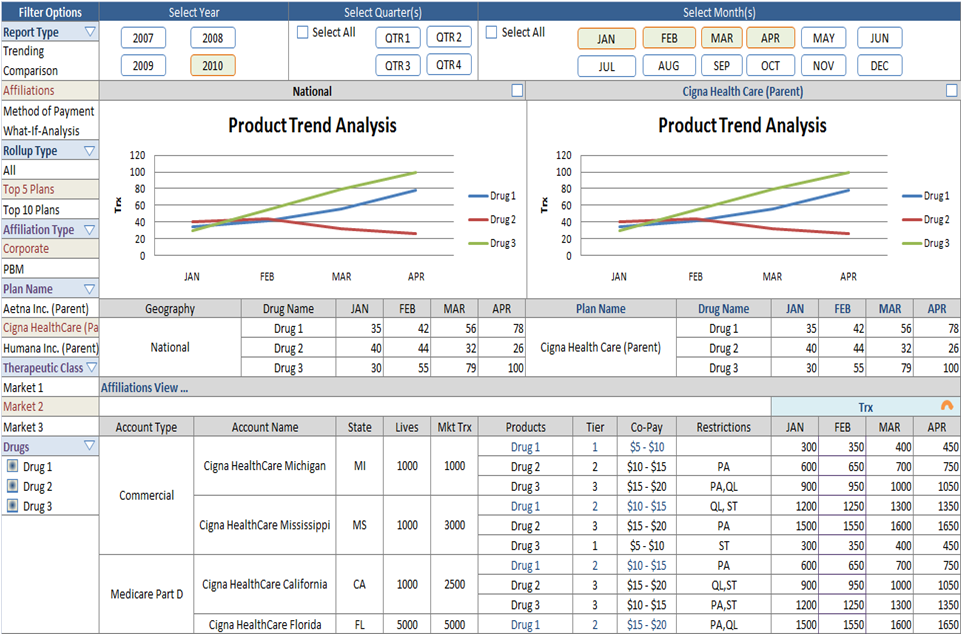 Filter Options
Report Type
Trending
Comparison
Affiliations
Method of Payment
What-If-Analysis
Rollup Type
All
Top 5 Plans
Top 10 Plans
Affiliation Type
Corporate
PBM
Plan Name
Aetna Inc. (Parent)
Cigna HealthCare (Pa
Humana Inc. (Parent)
Therapeutic Class
Market 1
Market 2
Market 3
Drugs
Drug 1
Drug 2
Drug 3
Select Year
2007 2008
2009 2010
Select Quarter(s)
Select All QTR 1 QTR 2
QTR 3 QTR 4
Select Month(s)
Select All JAN FEB MAR APR MAY JUN
JUL AUG SEP OCT NOV DEC
National
Product Trend Analysis
Trx
120
100
80
60
40
20
0
JAN FEB MAR APR
Drug 1
Drug 2
Drug 3
Cigna Health Care (Parent)
Product Trend Analysis
Trx
120
100
80
60
40
20
0
JAN FEB MAR APR
Drug 1
Drug 2
Drug 3
Geography Drug Name JAN FEB MAR APR
National
Drug 1 35 42 56 78
Drug 2 40 44 32 26
Drug 3 30 55 79 100
Plan Name Drug Name JAN FEB MAR APR
Cigna Health Care (Parent)
Drug 1 35 42 56 78
Drug 2 40 44 32 26
Drug 3 30 55 79 100
Affiliations View ...
Trx
Account Type Account Name State Lives Mkt Trx Products Tier Co-Pay Restrictions JAN FEB MAR APR
Commercial
Cigna HealthCare Michigan MI 1000 1000
Drug 1 1 $5 - $10 300 350 400 450
Drug 2 2 $10 - $15 PA 600 650 700 750
Drug 3 3 $15 - $20 PA,QL 900 950 1000 1050
Cigna HealthCare Mississippi MS 1000 3000
Drug 1 2 $10 - $15 QL, ST 1200 1250 1300 1350
Drug 2 3 $15 - $20 PA 1500 1550 1600 1650
Drug 3 1 $5 - $10 ST 300 350 400 450
Medicare Part D
Cigna HealthCare California CA 1000 2500
Drug 1 2 $10 - $15 PA 600 650 700 750
Drug 2 3 $15 - $20 QL,ST 900 950 1000 1050
Drug 3 3 $10 - $15 PA,ST 1200 1250 1300 1350
Cigna HealthCare Florida FL 5000 5000 Drug 1 2 $15 - $20 PA,QL 1500 1550 1600 1650